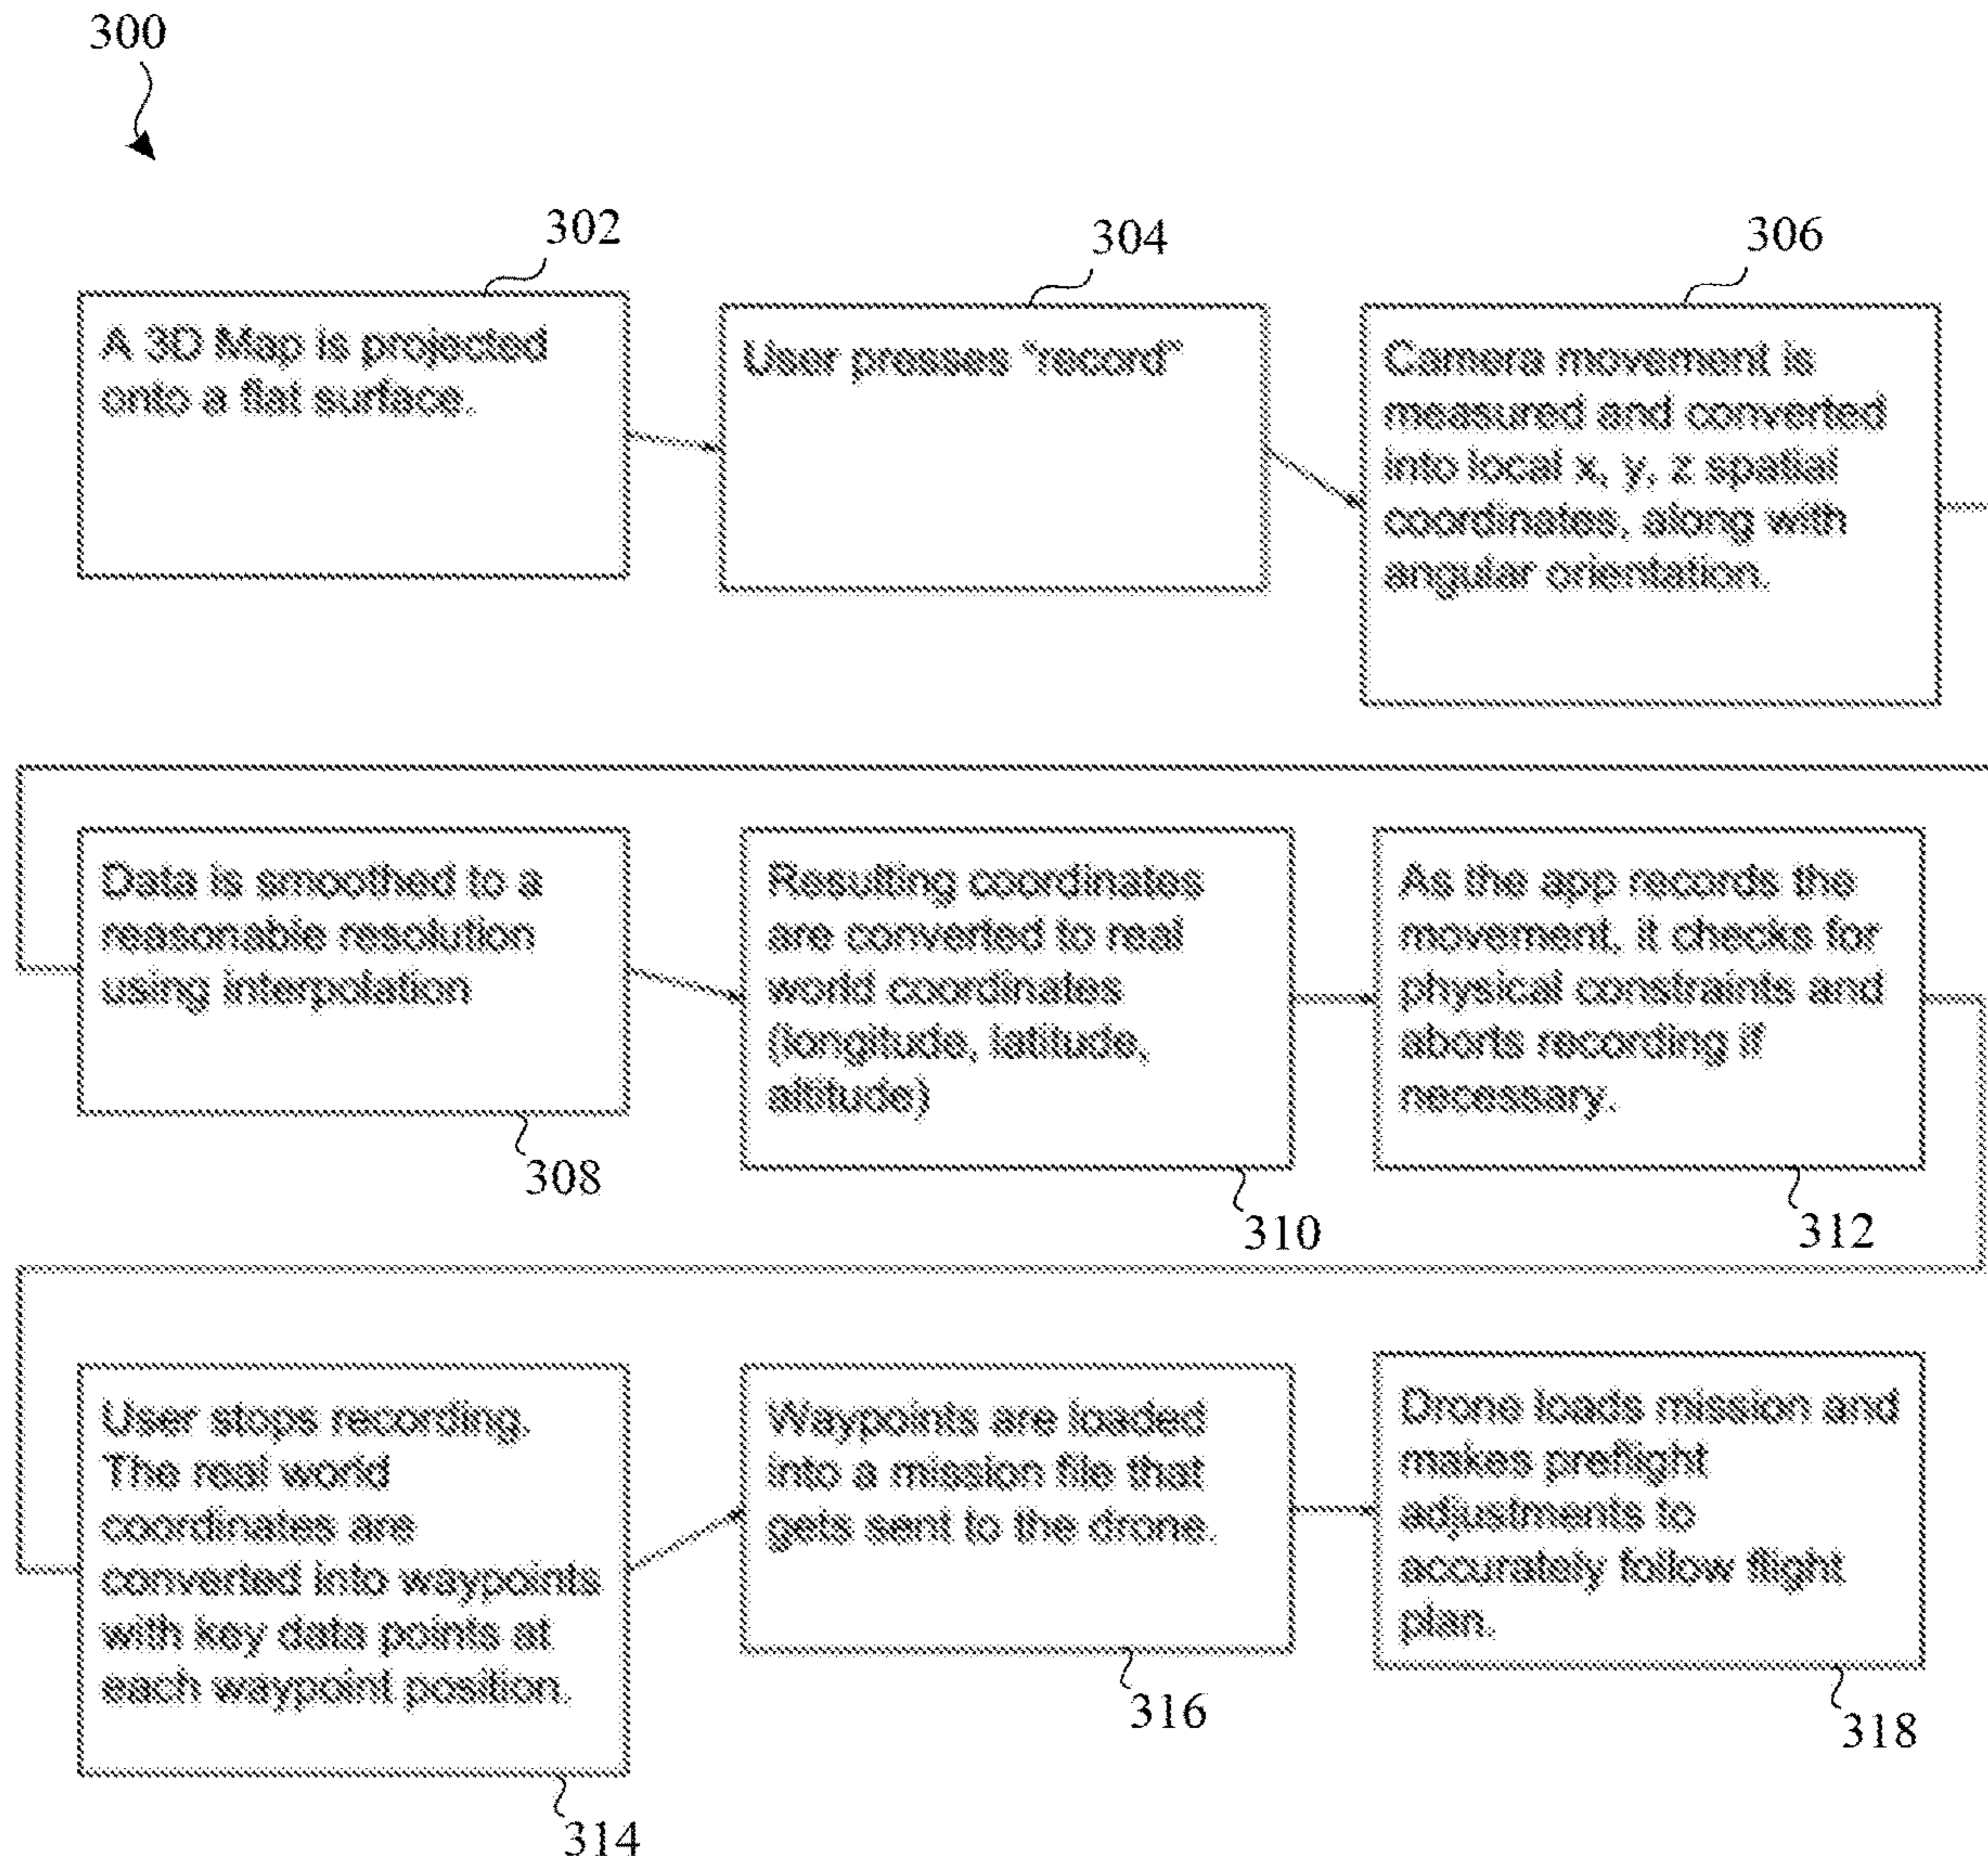 300
302
304
306
A 3D Map is projected
onto a flat surface.
User presses "record"
Camera movement is
measured and converted
into local x, y, z spatial
coordinates, along with
angular orientation.
Data is smoothed to a
reasonable resolution
using interpolation
308
Resulting coordinates
are converted to real
world coordinates
(longitude, latitude,
altitude)
310
As the app records the
movement, it checks for
physical constraints and
aborts recording if
necessary.
312
User stops recording.
The real world
coordinates are
converted into waypoints
with key data points at
each waypoint position.
314
Waypoints are loaded
into a mission file that
gets sent to the drone.
316
Drone loads mission and
makes preflight
adjustments to
accurately follow flight
plan.
318